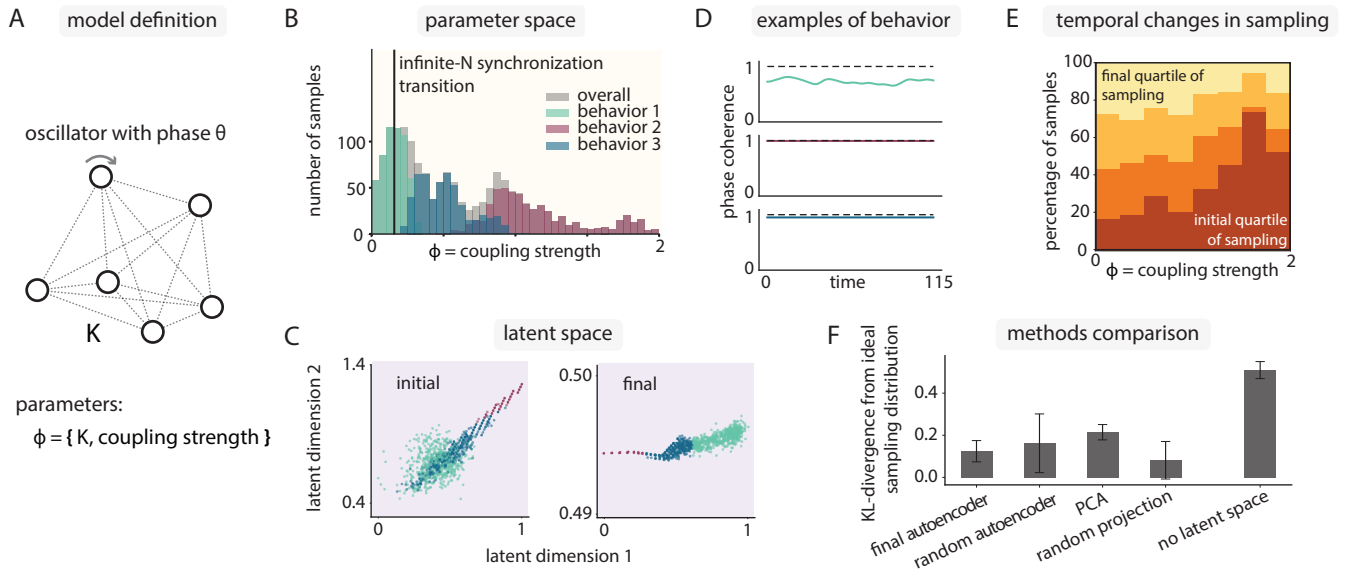 A
model definition
oscillator with phase θ
K
parameters:
ϕ = { K, coupling strength }
B
parameter space
infinite-N synchronization
transition
overall
behavior 1
behavior 2
behavior 3
number of samples
100
50
0
0
2
ϕ = coupling strength
C
latent space
initial
final
latent dimension 2
1.4
0.4
0
1
0.50
0.49
0
1
latent dimension 1
D
examples of behavior
phase coherence
1
0
1
0
1
0
0
time
115
E
temporal changes in sampling
percentage of samples
100
80
60
40
20
0
final quartile of
sampling
initial quartile
of sampling
0
2
ϕ = coupling strength
F
methods comparison
KL-divergence from ideal
sampling distribution
0.4
0.2
0.0
final autoencoder
random autoencoder
PCA
random projection
no latent space